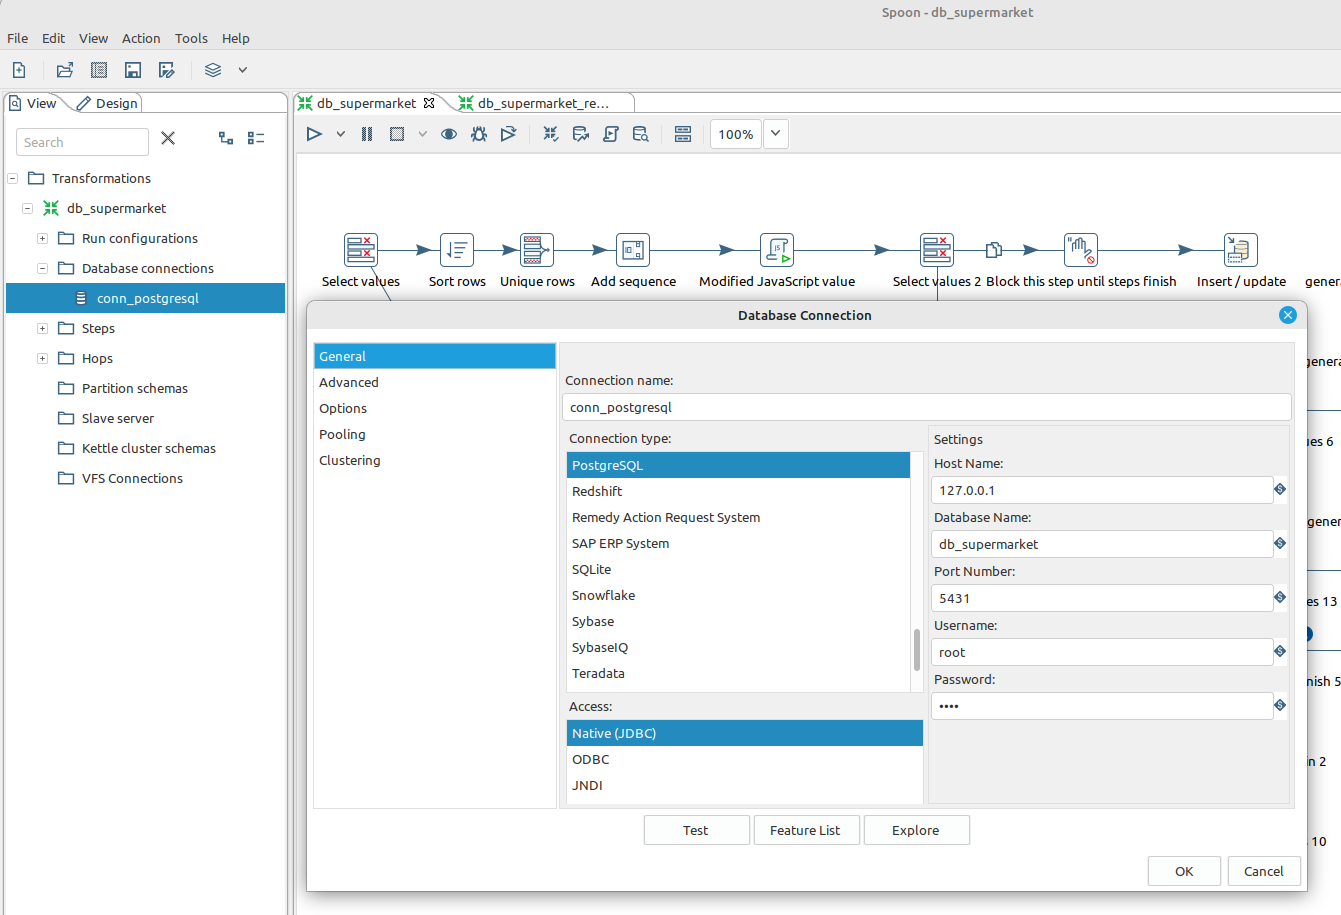 Spoon - db_supermarket
File Edit View Action Tools Help
View Design
db_supermarket
db_supermarket_re...
Search
100%
Transformations
db_supermarket
Run configurations
Database connections
conn_postgresql
Steps
Hops
Partition schemas
Slave server
Kettle cluster schemas
VFS Connections
Select values
Sort rows
Unique rows
Add sequence
JS
Modified JavaScript value
Select values 2
Block this step until steps finish
Insert / update
genera
Database Connection
General
Advanced
Options
Pooling
Clustering
Connection name:
conn_postgresql
Connection type:
PostgreSQL
Redshift
Remedy Action Request System
SAP ERP System
SQLite
Snowflake
Sybase
SybaseIQ
Teradata
Access:
Native (JDBC)
ODBC
JNDI
Settings
Host Name:
127.0.0.1
Database Name:
db_supermarket
Port Number:
5431
Username:
root
Password:
••••
Test
Feature List
Explore
OK
Cancel
genera
ues 6
gener
es 13
nish 5
n 2
10